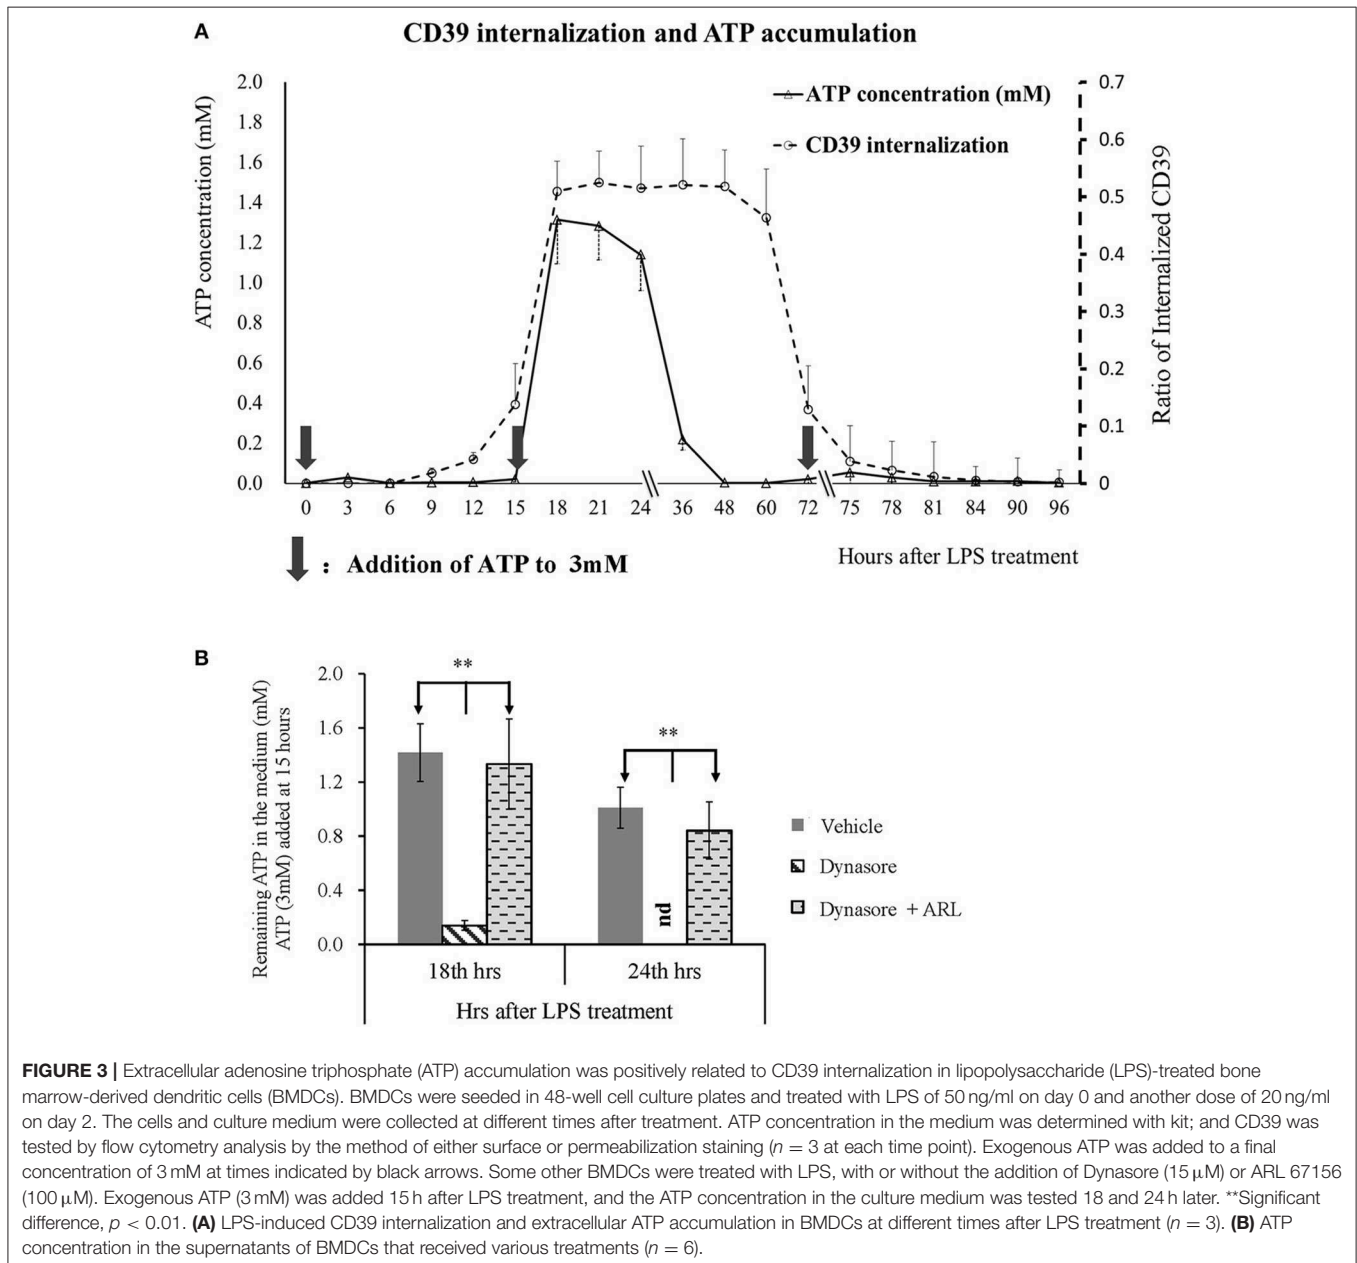 A
CD39 internalization and ATP accumulation
ATP concentration (mM)
2.0
1.8
1.6
1.4
1.2
1.0
0.8
0.6
0.4
0.2
0.0
ATP concentration (mM)
CD39 internalization
0.7
0.6
0.5
0.4
0.3
0.2
0.1
0
Ratio of Internalized CD39
0 3 6 9 12 15 18 21 24 36 48 60 72 75 78 81 84 90 96
: Addition of ATP to 3mM
Hours after LPS treatment
B
Remaining ATP in the medium (mM)
ATP (3mM) added at 15 hours
2.0
1.6
1.2
0.8
0.4
0.0
**
**
nd
18th hrs 24th hrs
Hrs after LPS treatment
Vehicle
Dynasore
Dynasore + ARL
FIGURE 3 | Extracellular adenosine triphosphate (ATP) accumulation was positively related to CD39 internalization in lipopolysaccharide (LPS)-treated bone
marrow-derived dendritic cells (BMDCs). BMDCs were seeded in 48-well cell culture plates and treated with LPS of 50 ng/ml on day 0 and another dose of 20 ng/ml
on day 2. The cells and culture medium were collected at different times after treatment. ATP concentration in the medium was determined with kit; and CD39 was
tested by flow cytometry analysis by the method of either surface or permeabilization staining (n = 3 at each time point). Exogenous ATP was added to a final
concentration of 3 mM at times indicated by black arrows. Some other BMDCs were treated with LPS, with or without the addition of Dynasore (15 μM) or ARL 67156
(100 μM). Exogenous ATP (3 mM) was added 15 h after LPS treatment, and the ATP concentration in the culture medium was tested 18 and 24 h later. **Significant
difference, p < 0.01. (A) LPS-induced CD39 internalization and extracellular ATP accumulation in BMDCs at different times after LPS treatment (n = 3). (B) ATP
concentration in the supernatants of BMDCs that received various treatments (n = 6).